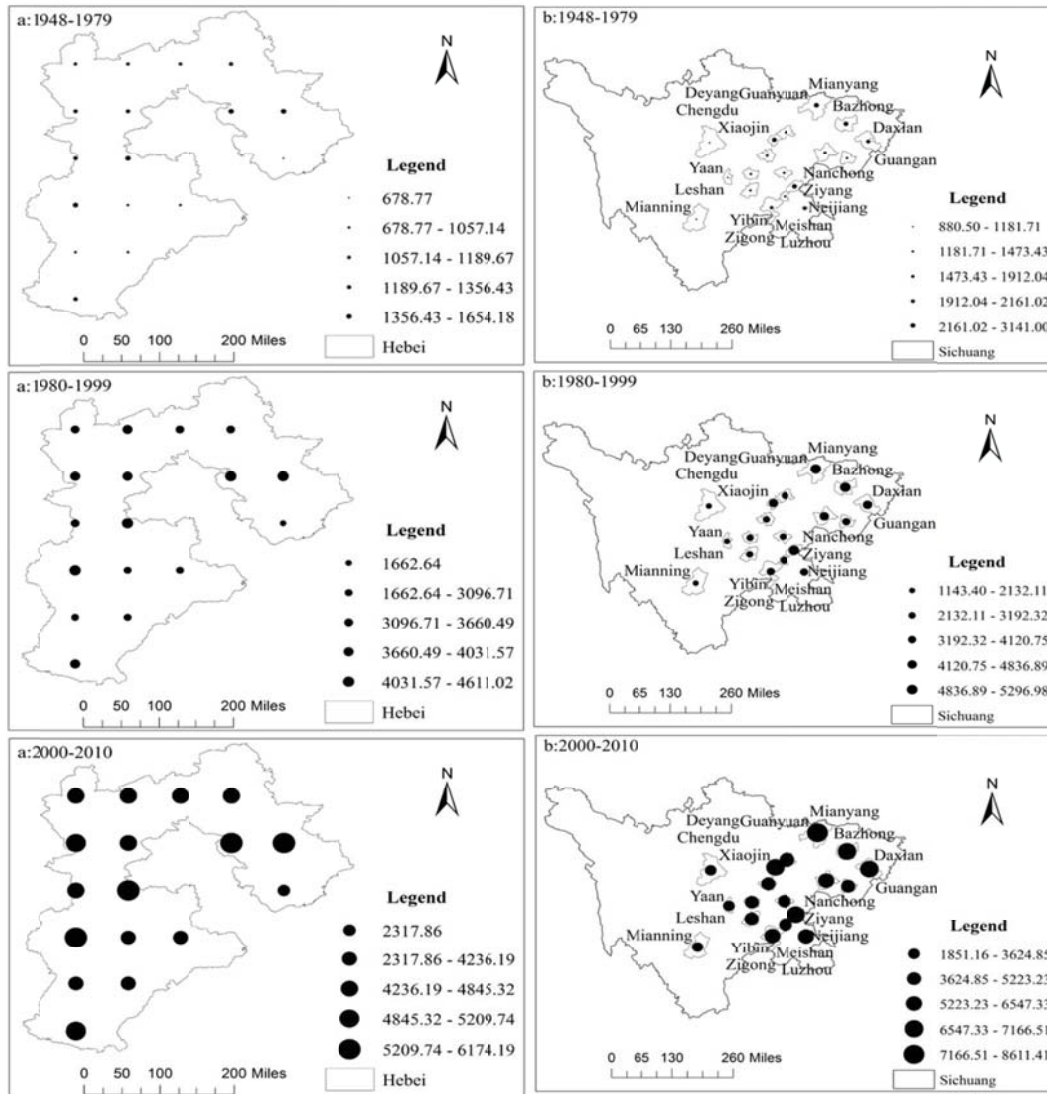 a:1948-1979
N
Legend
678.77
678.77 - 1057.14
1057.14 - 1189.67
1189.67 - 1356.43
1356.43 - 1654.18
0 50 100 200 Miles
Hebei
b:1948-1979
N
Mianyang
Deyang Guanyuan
Chengdu Bazhong
Xiaojin Daxian
Guangan
Yaan Nanchong
Leshan Ziyang
Mianning Neijiang
Yibin Meishan
Zigong Luzhou
Legend
880.50 - 1181.71
1181.71 - 1473.43
1473.43 - 1912.04
1912.04 - 2161.02
2161.02 - 3141.00
0 65 130 260 Miles
Sichuang
a:1980-1999
N
Legend
1662.64
1662.64 - 3096.71
3096.71 - 3660.49
3660.49 - 4031.57
4031.57 - 4611.02
0 50 100 200 Miles
Hebei
b:1980-1999
N
Mianyang
Deyang Guanyuan
Chengdu Bazhong
Xiaojin Daxian
Guangan
Yaan Nanchong
Leshan Ziyang
Mianning Neijiang
Yibin Meishan
Zigong Luzhou
Legend
1143.40 - 2132.11
2132.11 - 3192.32
3192.32 - 4120.75
4120.75 - 4836.89
4836.89 - 5296.98
0 65 130 260 Miles
Sichuang
a:2000-2010
N
Legend
2317.86
2317.86 - 4236.19
4236.19 - 4845.32
4845.32 - 5209.74
5209.74 - 6174.19
0 50 100 200 Miles
Hebei
b:2000-2010
N
Mianyang
Deyang Guanyuan
Chengdu Bazhong
Xiaojin Daxian
Guangan
Yaan Nanchong
Leshan Ziyang
Mianning Neijiang
Yibin Meishan
Zigong Luzhou
Legend
1851.16 - 3624.85
3624.85 - 5223.23
5223.23 - 6547.33
6547.33 - 7166.51
7166.51 - 8611.41
0 65 130 260 Miles
Sichuang